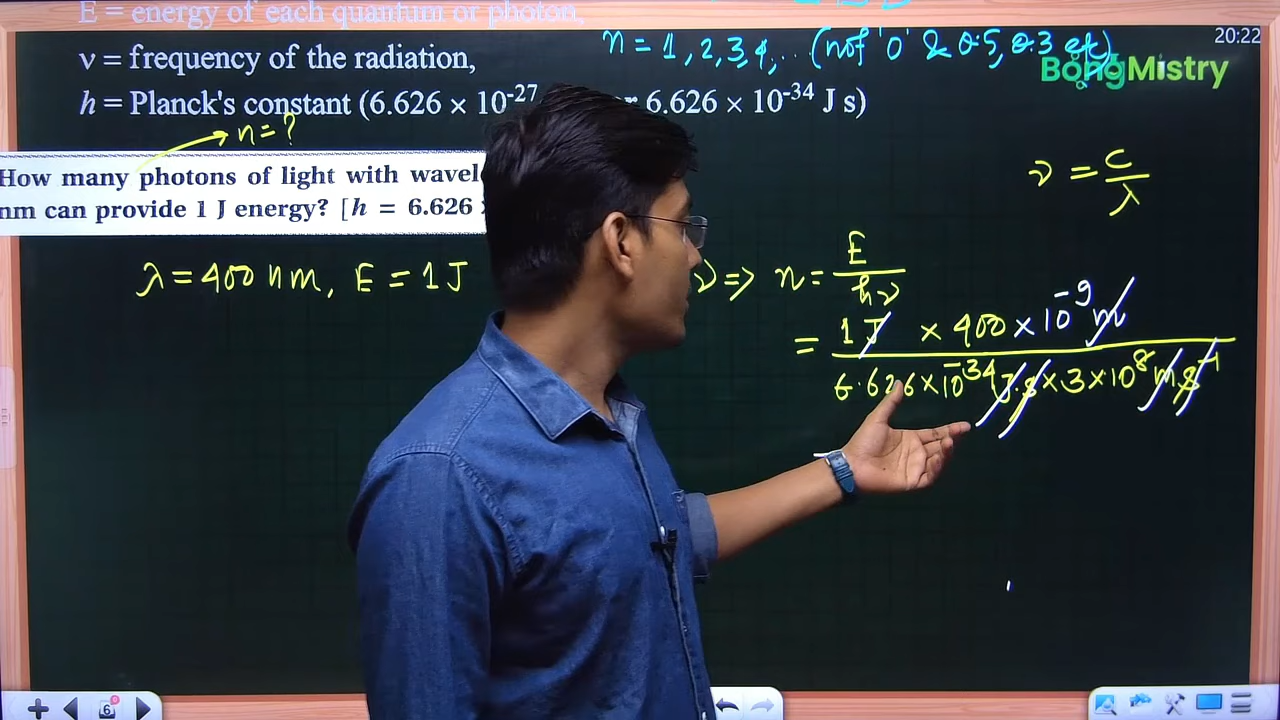 E = energy of each quantum or photon,
n = 1, 2, 3, 4, ... (not '0' & 0.5, 0.3 etc)
20:22
ν = frequency of the radiation,
BongMistry
h = Planck's constant (6.626 × 10⁻²⁷ or 6.626 × 10⁻³⁴ J s)
n = ?
ν = c/λ
How many photons of light with
nm can provide 1 J energy? [h = 6.626
λ = 400 nm, E = 1 J
ν ⇒ n = E/hν
= 1 J × 400 × 10⁻⁹ m
6.626 × 10⁻³⁴ J.s × 3 × 10⁸ m s⁻¹
6